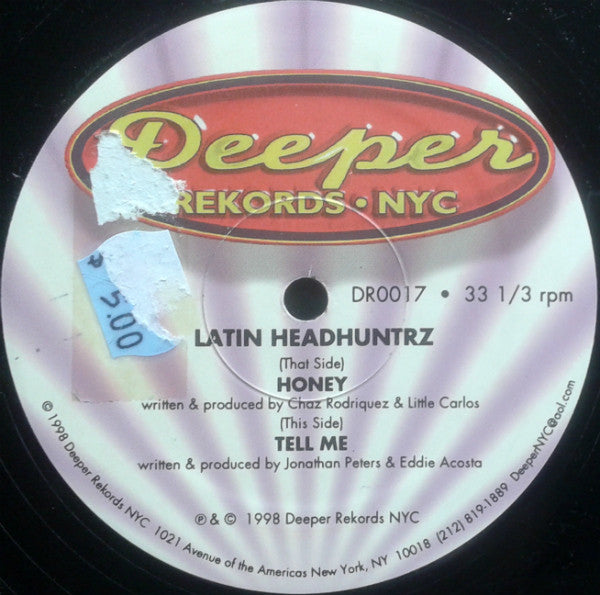 Deeper
REKORDS • NYC
$ 5.00
DR0017 • 33 1/3 rpm
LATIN HEADHUNTRZ
(That Side)
HONEY
written & produced by Chaz Rodriquez & Little Carlos
(This Side)
TELL ME
written & produced by Jonathan Peters & Eddie Acosta
℗ & © 1998 Deeper Rekords NYC
© 1998 Deeper Rekords NYC 1021 Avenue of the Americas New York, NY 10018 (212) 819-1889 DeeperNYC@aol.com